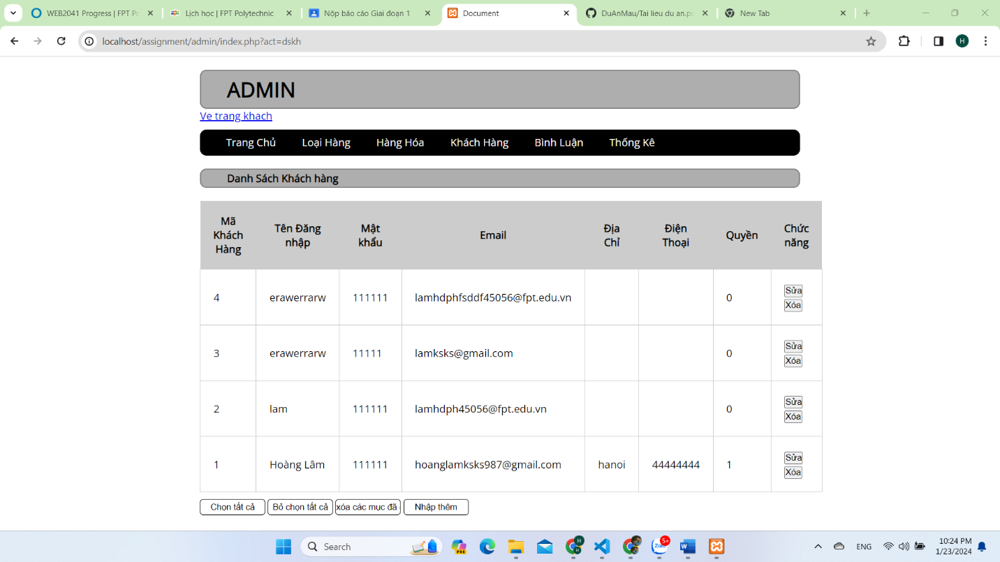 WEB2041 Progress | FPT Po
Lịch học | FPT Polytechnic
Nộp báo cáo Giai đoạn 1
Document
DuAnMau/Tai lieu du an.pd
New Tab
localhost/assignment/admin/index.php?act=dskh
H
ADMIN
Ve trang khach
Trang Chủ Loại Hàng Hàng Hóa Khách Hàng Bình Luận Thống Kê
Danh Sách Khách hàng
Mã Khách Hàng Tên Đăng nhập Mật khẩu Email Địa Chỉ Điện Thoại Quyền Chức năng
4 erawerrarw 111111 lamhdphfsddf45056@fpt.edu.vn 0 Sửa Xóa
3 erawerrarw 11111 lamksks@gmail.com 0 Sửa Xóa
2 lam 111111 lamhdph45056@fpt.edu.vn 0 Sửa Xóa
1 Hoàng Lâm 111111 hoanglamksks987@gmail.com hanoi 44444444 1 Sửa Xóa
Chọn tất cả Bỏ chọn tất cả xóa các mục đã Nhập thêm
Search
PRE
Zalo
5+
ENG
10:24 PM
1/23/2024